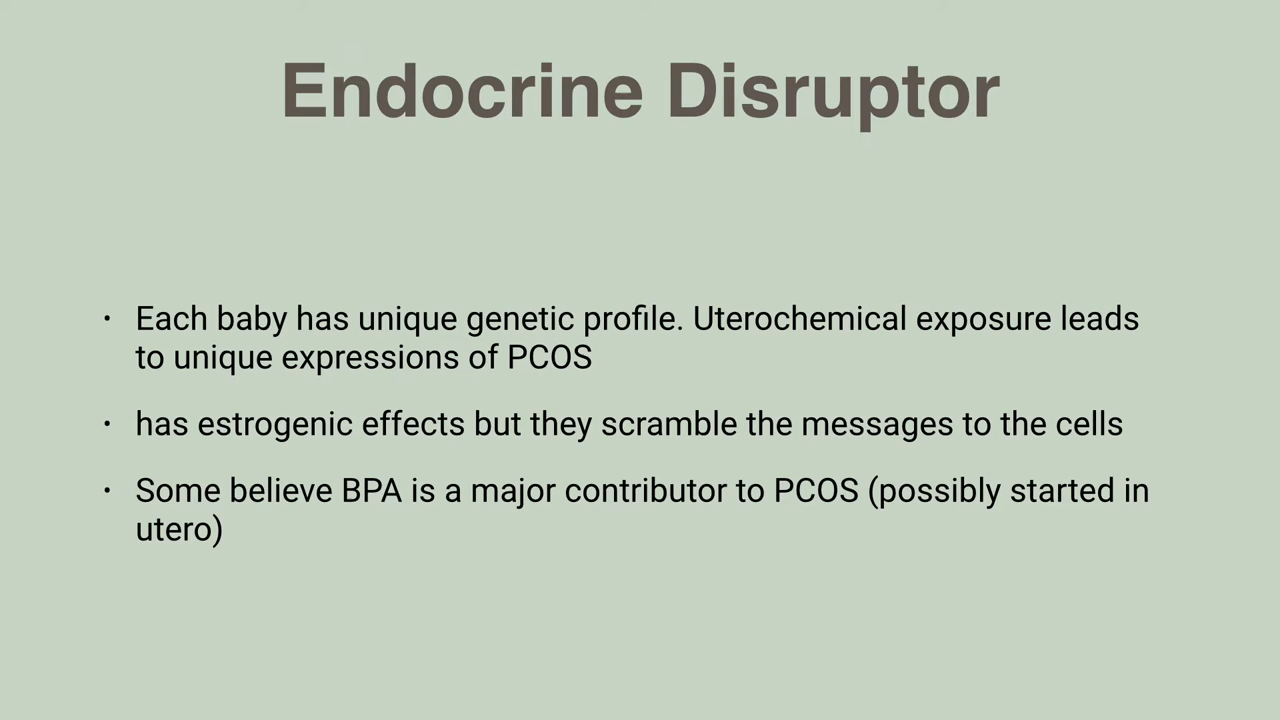 Endocrine Disruptor
• Each baby has unique genetic profile. Uterochemical exposure leads
to unique expressions of PCOS
• has estrogenic effects but they scramble the messages to the cells
• Some believe BPA is a major contributor to PCOS (possibly started in
utero)